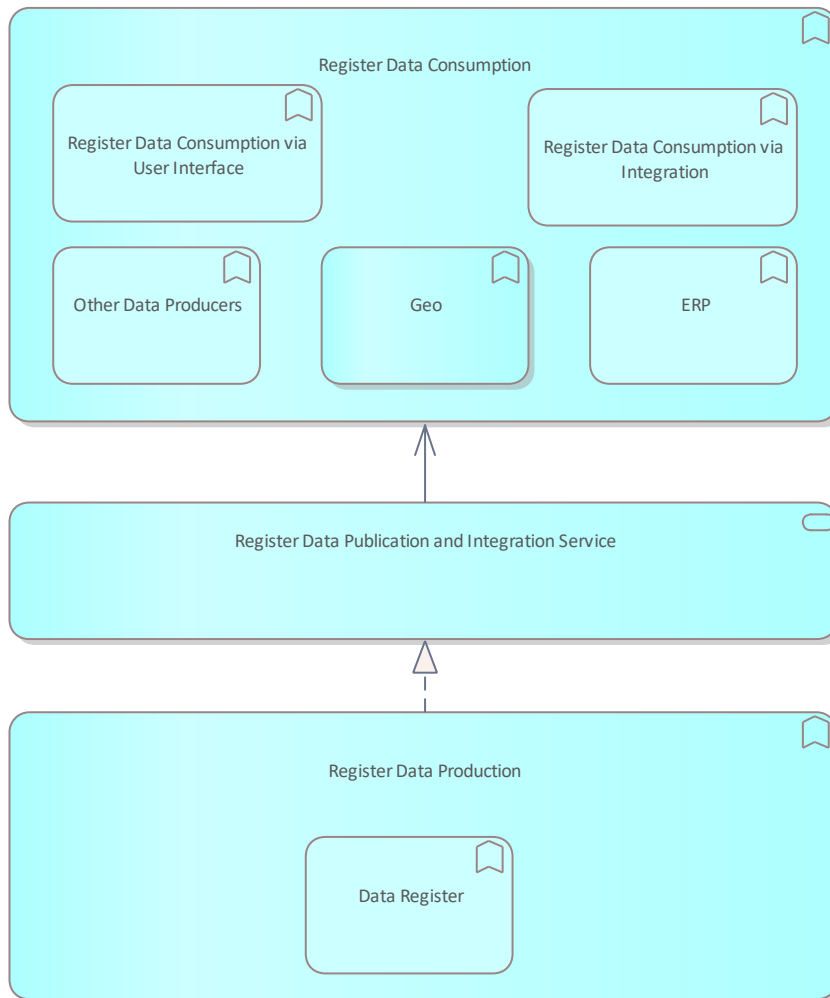 Register Data Consumption
Register Data Consumption via
User Interface
Register Data Consumption via
Integration
Other Data Producers
Geo
ERP
Register Data Publication and Integration Service
Register Data Production
Data Register